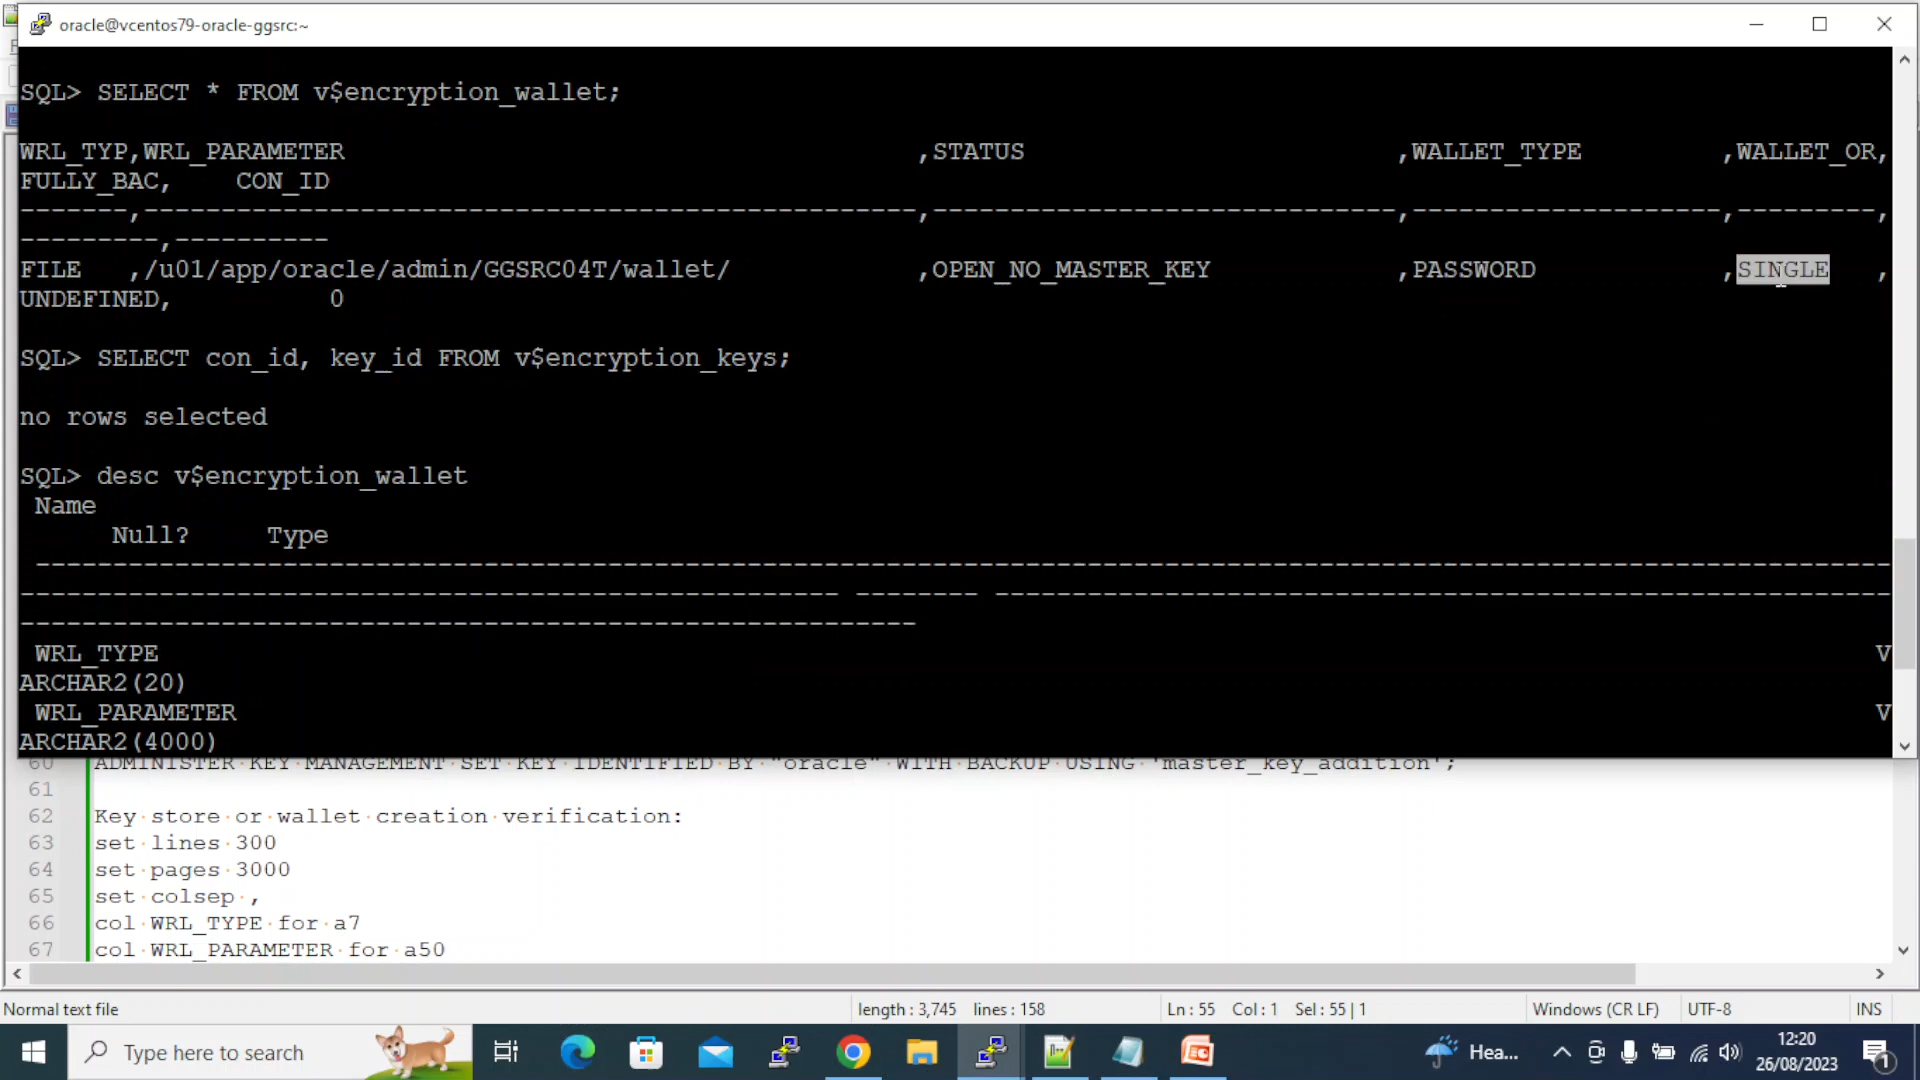 oracle@vcentos79-oracle-ggsrc:~
SQL> SELECT * FROM v$encryption_wallet;
WRL_TYP,WRL_PARAMETER ,STATUS ,WALLET_TYPE ,WALLET_OR,
FULLY_BAC, CON_ID
-------,--------------------------------------------------,------------------------------,--------------------,---------,
---------,----------
FILE ,/u01/app/oracle/admin/GGSRC04T/wallet/ ,OPEN_NO_MASTER_KEY ,PASSWORD ,SINGLE ,
UNDEFINED, 0
SQL> SELECT con_id, key_id FROM v$encryption_keys;
no rows selected
SQL> desc v$encryption_wallet
Name
Null? Type
WRL_TYPE V
ARCHAR2(20)
WRL_PARAMETER V
ARCHAR2(4000)
60 ADMINISTER KEY MANAGEMENT SET KEY IDENTIFIED BY "oracle" WITH BACKUP USING 'master_key_addition';
61
62 Key store or wallet creation verification:
63 set lines 300
64 set pages 3000
65 set colsep ,
66 col WRL_TYPE for a7
67 col WRL_PARAMETER for a50
Normal text file length : 3,745 lines : 158 Ln : 55 Col : 1 Sel : 55 | 1 Windows (CR LF) UTF-8 INS
Type here to search Hea... 12:20
26/08/2023 1